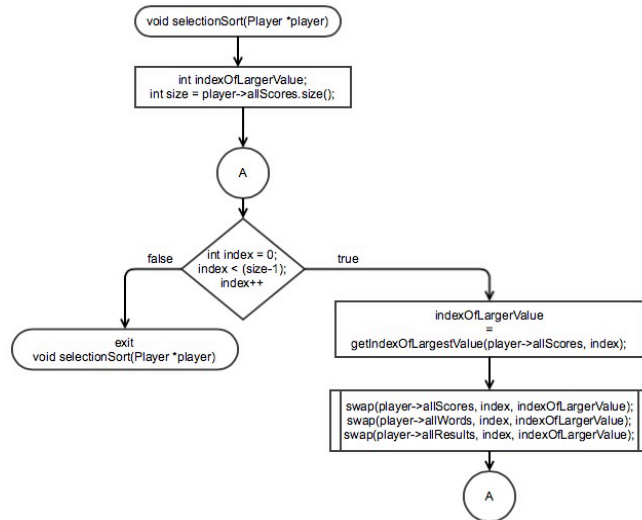 void selectionSort(Player *player)
int indexOfLargerValue;
int size = player->allScores.size();
A
int index = 0;
index < (size-1);
index++
false
true
exit
void selectionSort(Player *player)
indexOfLargerValue
=
getIndexOfLargestValue(player->allScores, index);
swap(player->allScores, index, indexOfLargerValue);
swap(player->allWords, index, indexOfLargerValue);
swap(player->allResults, index, indexOfLargerValue);
A